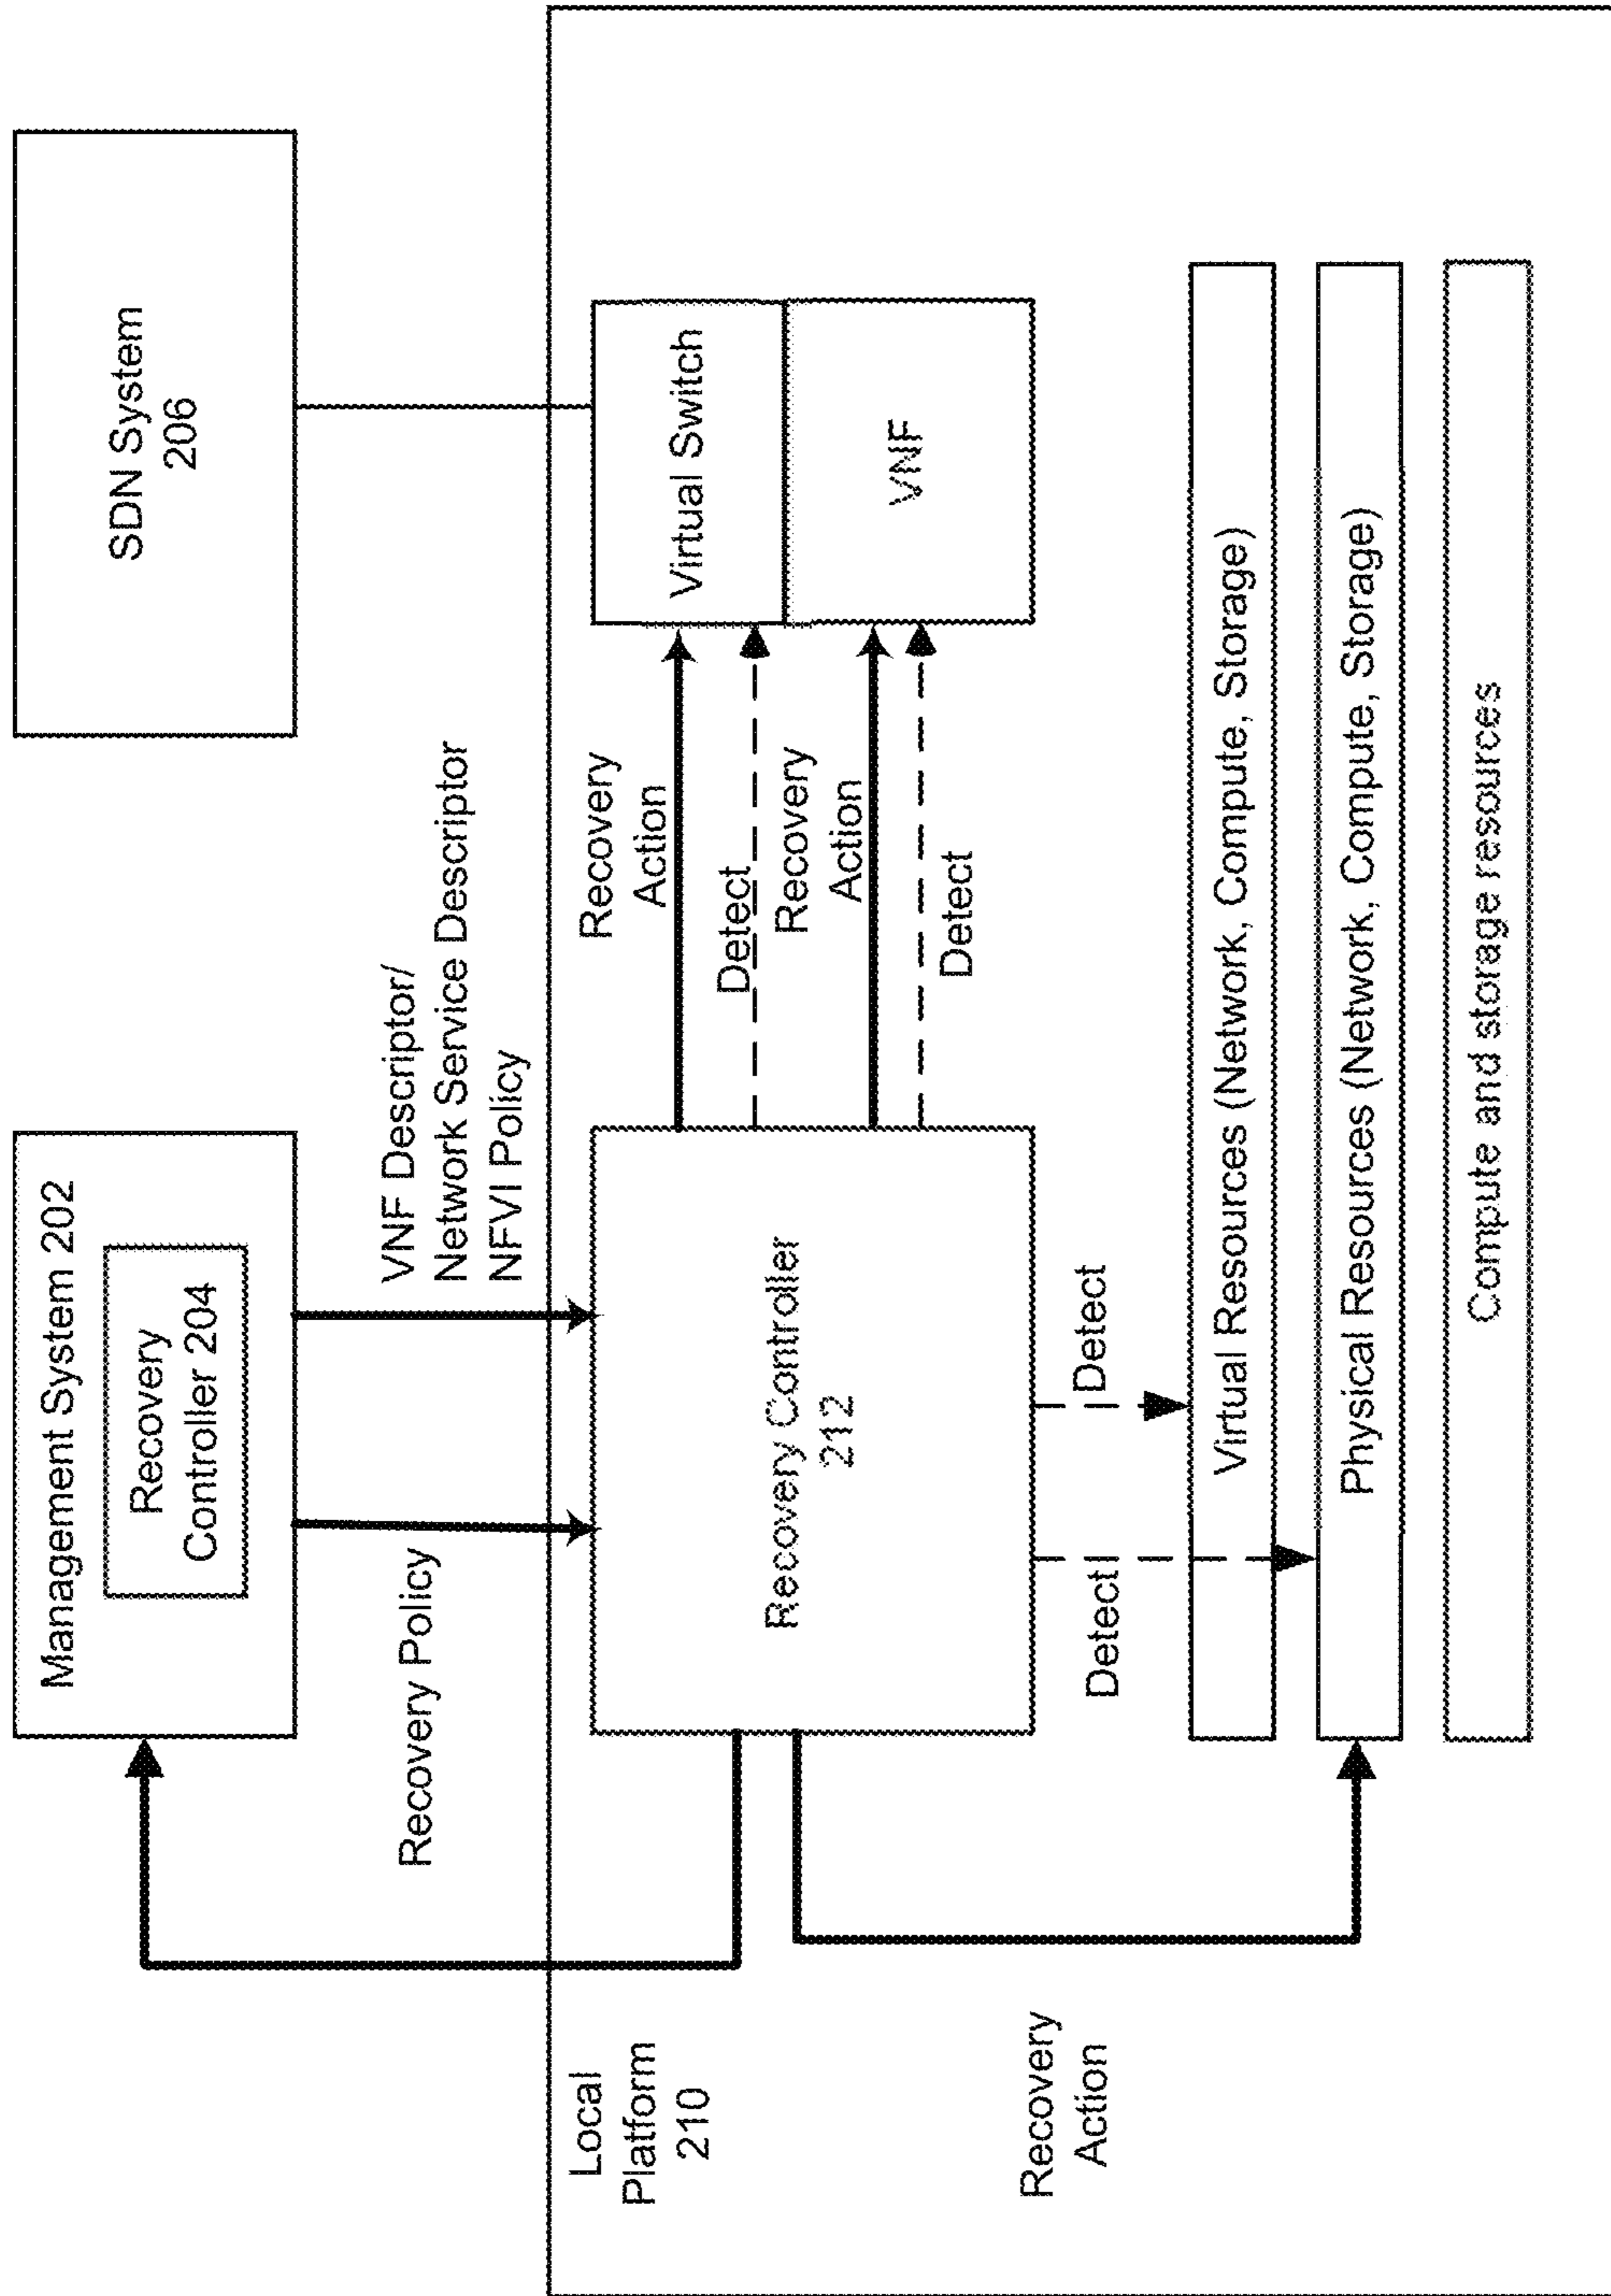 Management System 202
Recovery
Controller 204
SDN System
206
Recovery Policy
VNF Descriptor/
Network Service Descriptor
NFVI Policy
Local
Platform
210
Recovery Controller
212
Recovery
Action
Detect
Recovery
Action
Detect
Virtual Switch
VNF
Recovery
Action
Detect
Detect
Virtual Resources (Network, Compute, Storage)
Physical Resources (Network, Compute, Storage)
Compute and storage resources